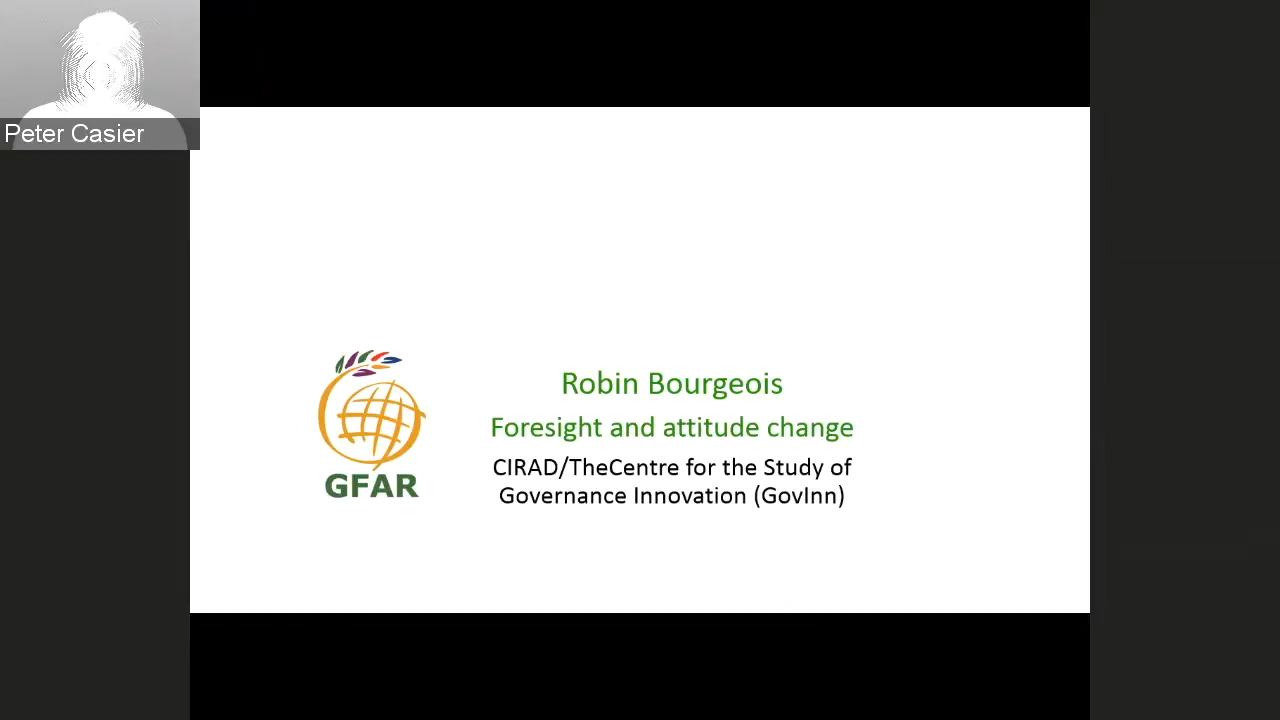 Peter Casier
Robin Bourgeois
Foresight and attitude change
CIRAD/TheCentre for the Study of
Governance Innovation (GovInn)
GFAR